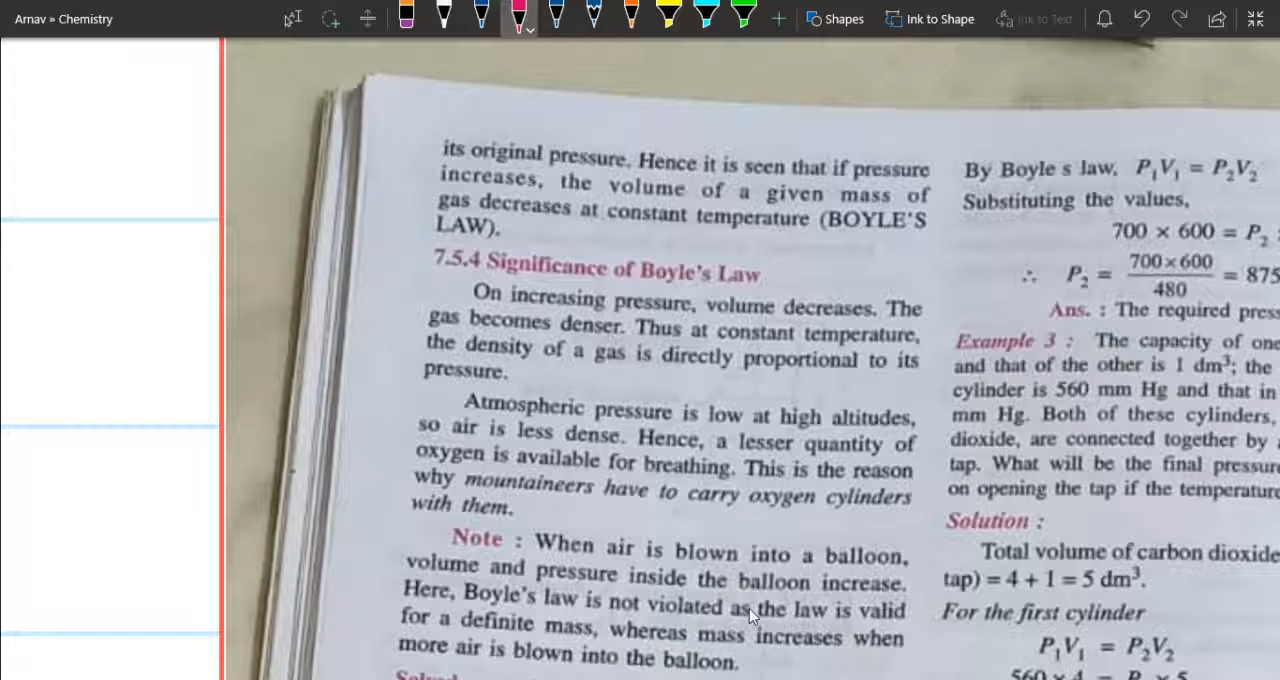 Arnav » Chemistry
Shapes
Ink to Shape
Ink to Text
its original pressure. Hence it is seen that if pressure
increases, the volume of a given mass of
gas decreases at constant temperature (BOYLE'S
LAW).
7.5.4 Significance of Boyle's Law
On increasing pressure, volume decreases. The
gas becomes denser. Thus at constant temperature,
the density of a gas is directly proportional to its
pressure.
Atmospheric pressure is low at high altitudes,
so air is less dense. Hence, a lesser quantity of
oxygen is available for breathing. This is the reason
why mountaineers have to carry oxygen cylinders
with them.
Note : When air is blown into a balloon,
volume and pressure inside the balloon increase.
Here, Boyle's law is not violated as the law is valid
for a definite mass, whereas mass increases when
more air is blown into the balloon.
By Boyle s law, P₁V₁ = P₂V₂
Substituting the values,
700 × 600 = P₂
∴ P₂ = 700×600 / 480 = 875
Ans. : The required press
Example 3 : The capacity of one
and that of the other is 1 dm³; the
cylinder is 560 mm Hg and that in
mm Hg. Both of these cylinders,
dioxide, are connected together by
tap. What will be the final pressure
on opening the tap if the temperature
Solution :
Total volume of carbon dioxide
tap) = 4 + 1 = 5 dm³.
For the first cylinder
P₁V₁ = P₂V₂
560 × 4 = P₂ × 5